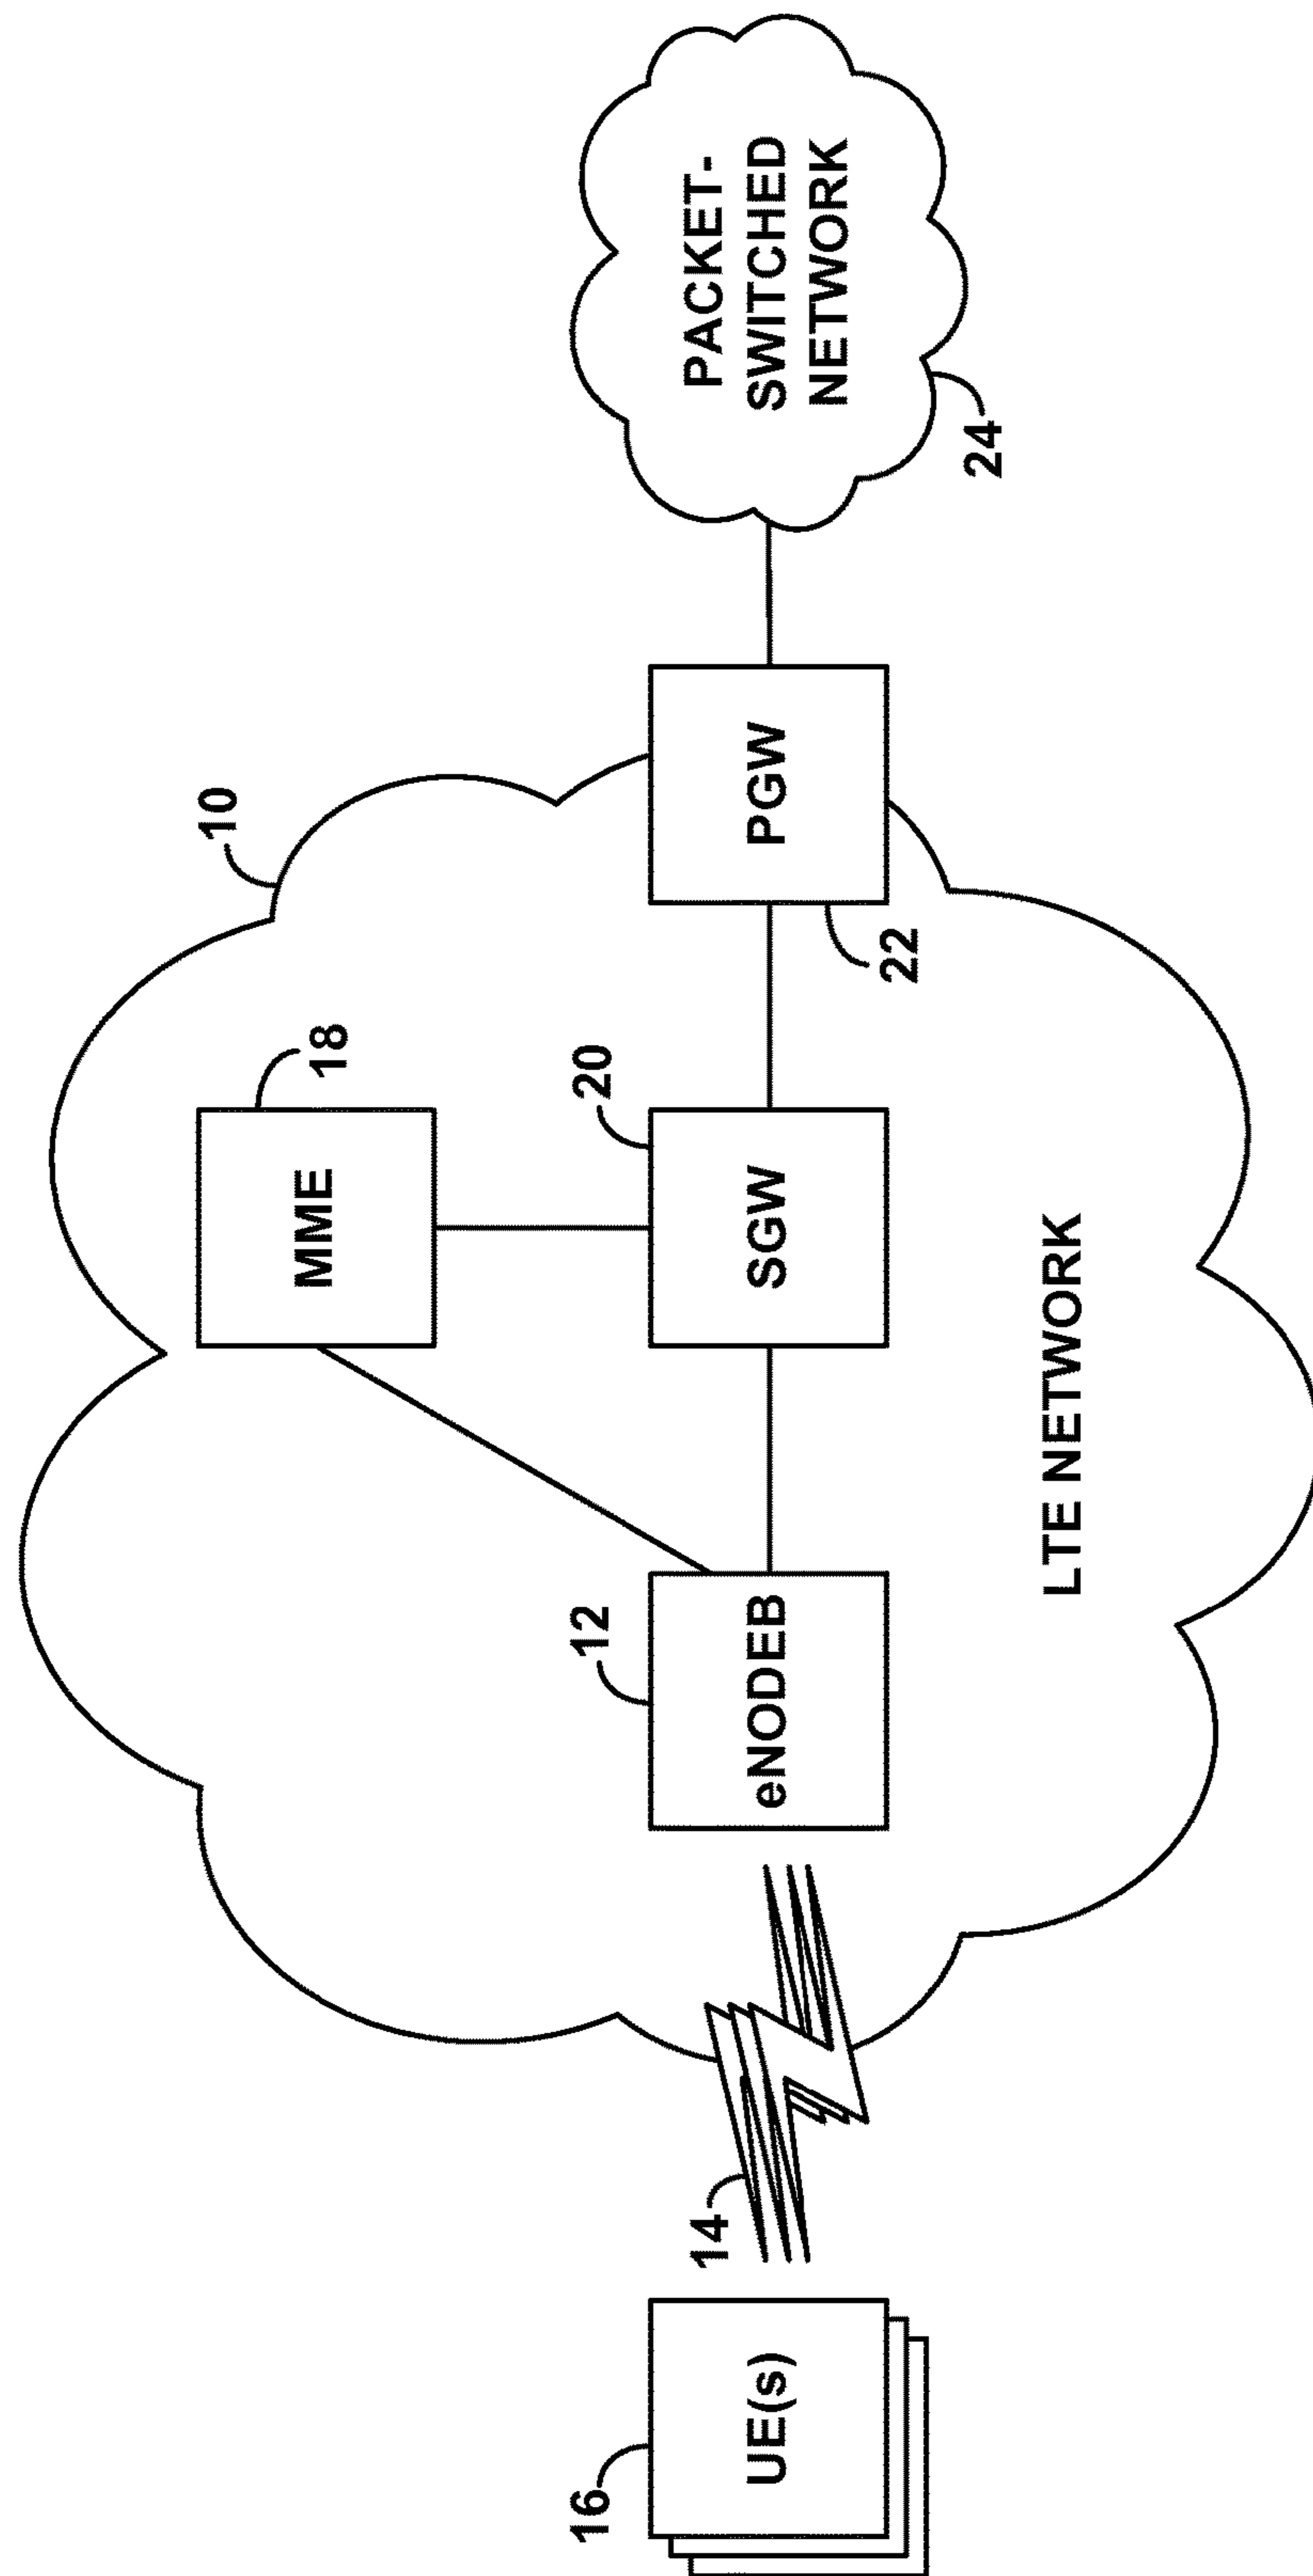 10
MME
18
16
UE(s)
14
12
eNODEB
20
SGW
PGW
22
PACKET-
SWITCHED
NETWORK
24
LTE NETWORK